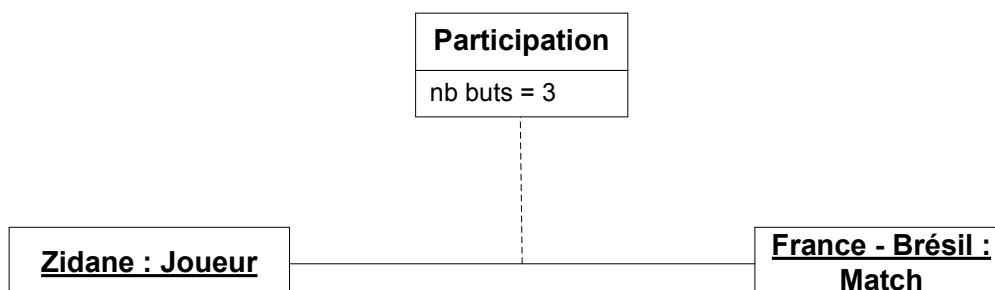 Participation
nb buts = 3
Zidane : Joueur
France - Brésil :
Match